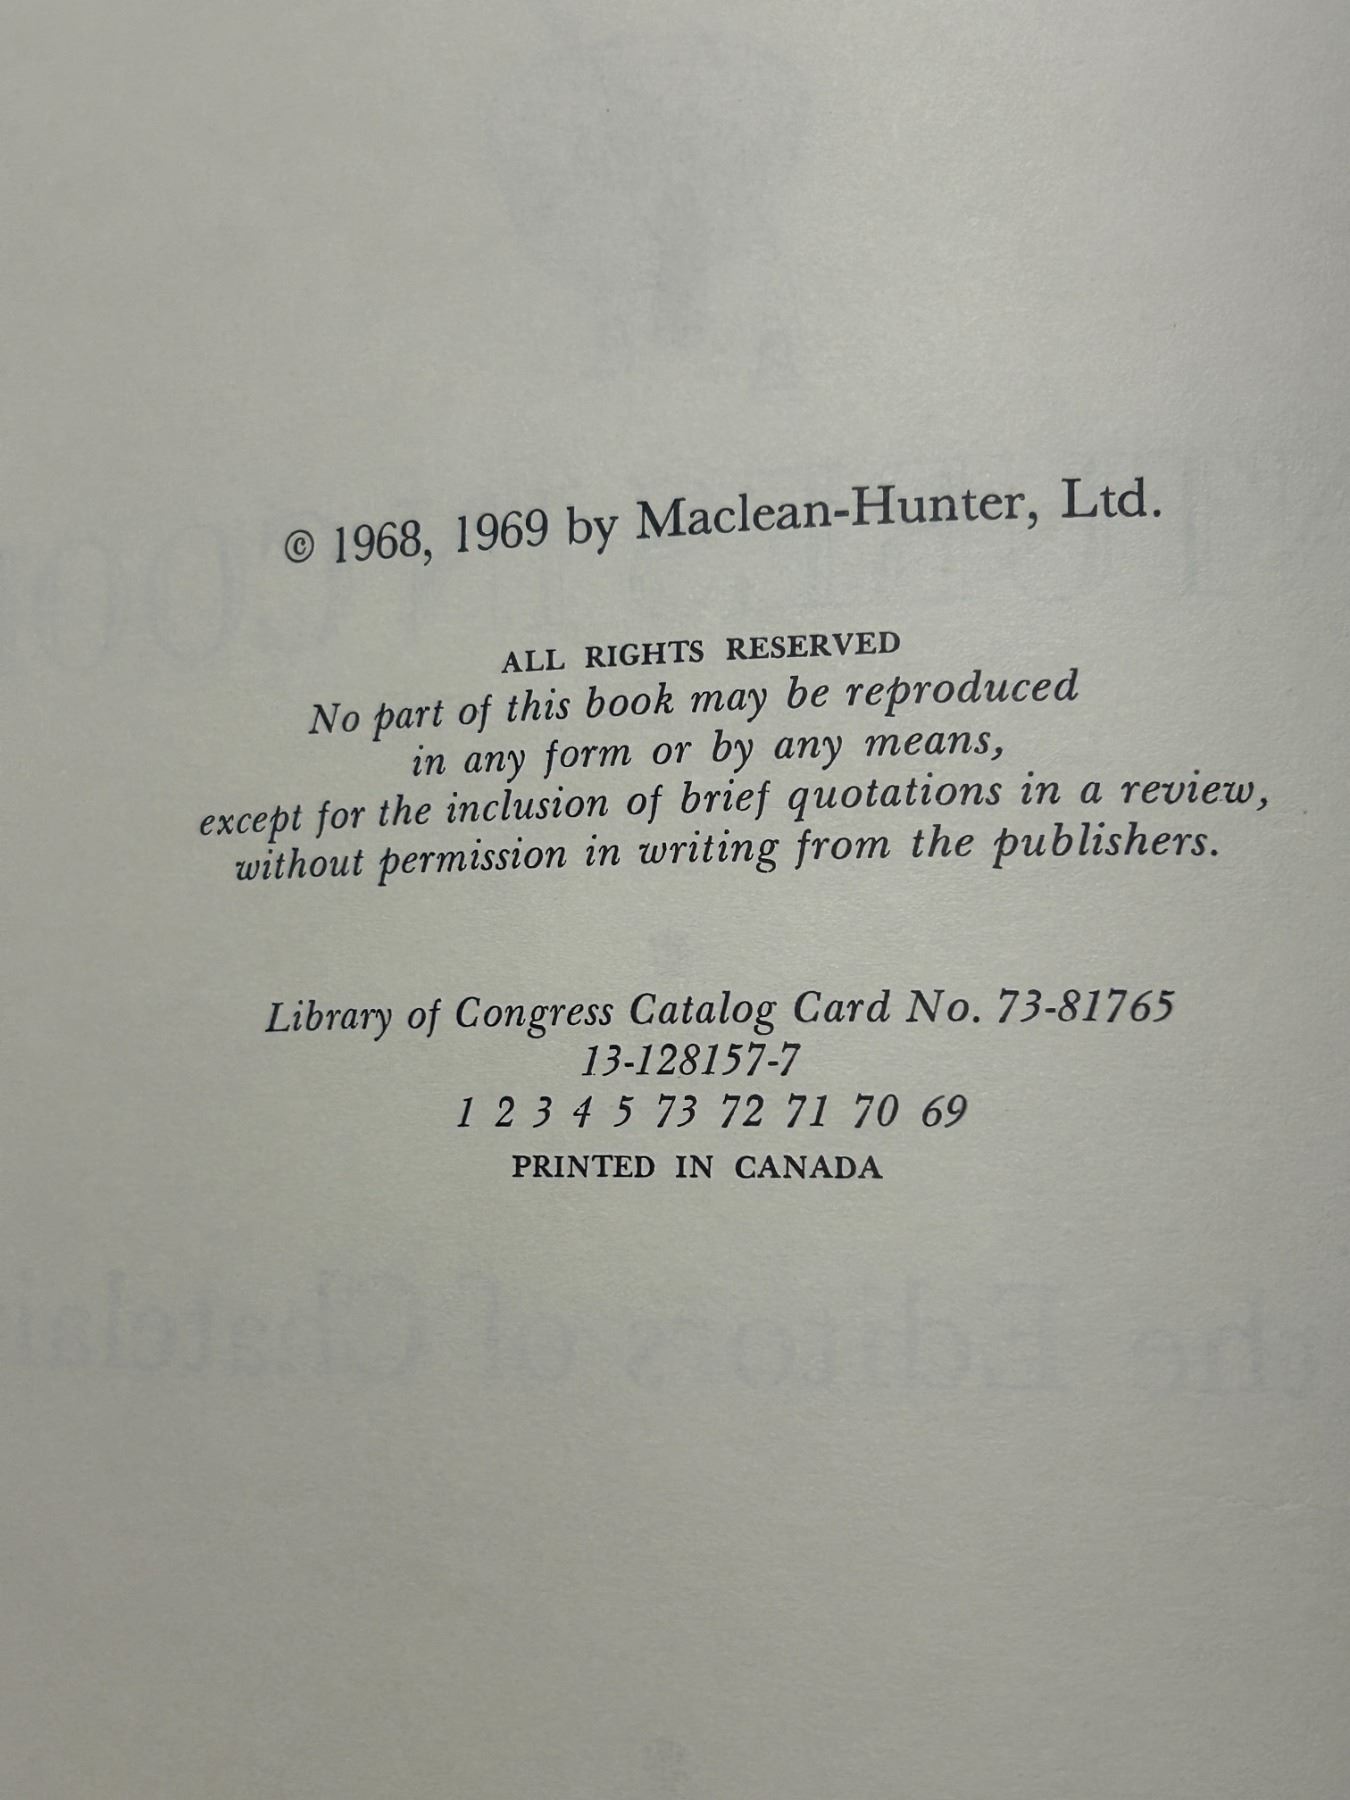 © 1968, 1969 by Maclean-Hunter, Ltd.
ALL RIGHTS RESERVED
No part of this book may be reproduced
in any form or by any means,
except for the inclusion of brief quotations in a review,
without permission in writing from the publishers.
Library of Congress Catalog Card No. 73-81765
13-128157-7
1 2 3 4 5 73 72 71 70 69
PRINTED IN CANADA
the Editors of